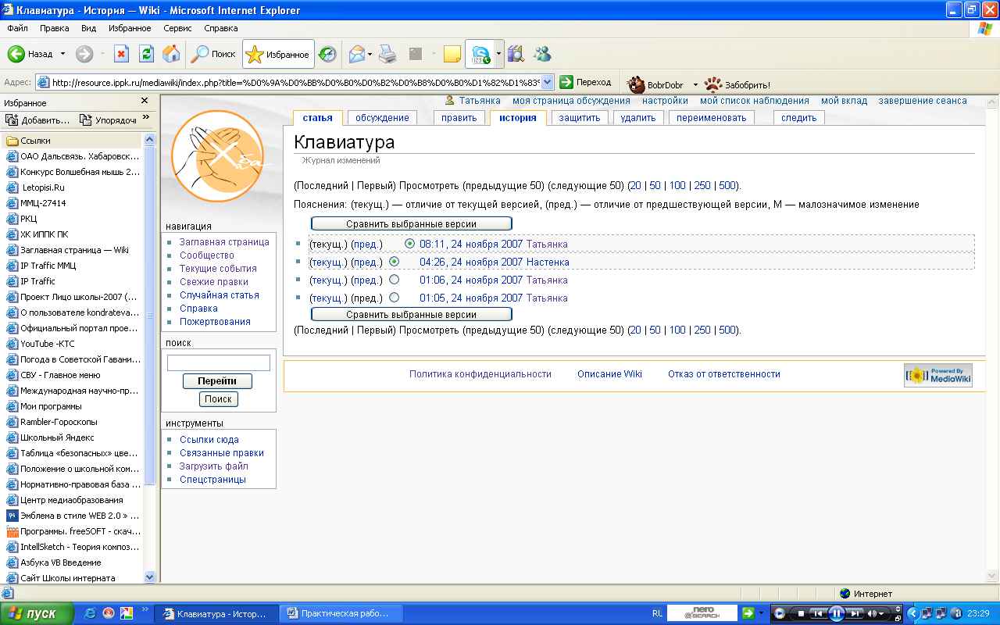 Клавиатура - История — Wiki - Microsoft Internet Explorer
Файл Правка Вид Избранное Сервис Справка
Назад Поиск Избранное
Адрес: http://resource.ippk.ru/mediawiki/index.php?title=%D0%9A%D0%BB%D0%B0%D0%B2%D0%B8%D0%B0%D1%82%D1%83% Переход BobrDobr Забобрить!
Избранное
Добавить... Упорядоч
Ссылки
ОАО Дальсвязь. Хабаровск...
Конкурс Волшебная мышь 2...
Letopisi.Ru
ММЦ-27414
РКЦ
ХК ИППК ПК
Заглавная страница — Wiki
IP Traffic ММЦ
IP Traffic
Проект Лицо школы-2007 (...
О пользователе kondrateva...
Официальный портал прое...
YouTube -КТС
Погода в Советской Гавани...
СВУ - Главное меню
Международная научно-пр...
Мои программы
Rambler-Гороскопы
Школьный Яндекс
Таблица «безопасных» цве...
Положение о школьной ком...
Нормативно-правовая база ...
Центр медиаобразования
Эмблема в стиле WEB 2.0 » ...
Программы. freeSOFT - скач...
IntellSketch - Теория композ...
Азбука VB Введение
Сайт Школы интерната
навигация
Заглавная страница
Сообщество
Текущие события
Свежие правки
Случайная статья
Справка
Пожертвования
поиск
Перейти
Поиск
инструменты
Ссылки сюда
Связанные правки
Загрузить файл
Спецстраницы
Татьянка моя страница обсуждения настройки мой список наблюдения мой вклад завершение сеанса
статья обсуждение править история защитить удалить переименовать следить
Клавиатура
Журнал изменений
(Последний | Первый) Просмотреть (предыдущие 50) (следующие 50) (20 | 50 | 100 | 250 | 500).
Пояснения: (текущ.) — отличие от текущей версией, (пред.) — отличие от предшествующей версии, М — малозначимое изменение
Сравнить выбранные версии
(текущ.) (пред.) 08:11, 24 ноября 2007 Татьянка
(текущ.) (пред.) 04:26, 24 ноября 2007 Настенка
(текущ.) (пред.) 01:06, 24 ноября 2007 Татьянка
(текущ.) (пред.) 01:05, 24 ноября 2007 Татьянка
Сравнить выбранные версии
(Последний | Первый) Просмотреть (предыдущие 50) (следующие 50) (20 | 50 | 100 | 250 | 500).
Политика конфиденциальности Описание Wiki Отказ от ответственности
Powered By
MediaWiki
Интернет
пуск Клавиатура - Истор... Практическая рабо... RL nero SEARCH 23:29